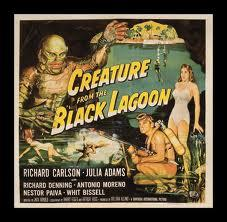 CREATURE
FROM THE
BLACK LAGOON
RICHARD CARLSON · JULIA ADAMS
RICHARD DENNING · ANTONIO MORENO
NESTOR PAIVA · WHIT BISSELL